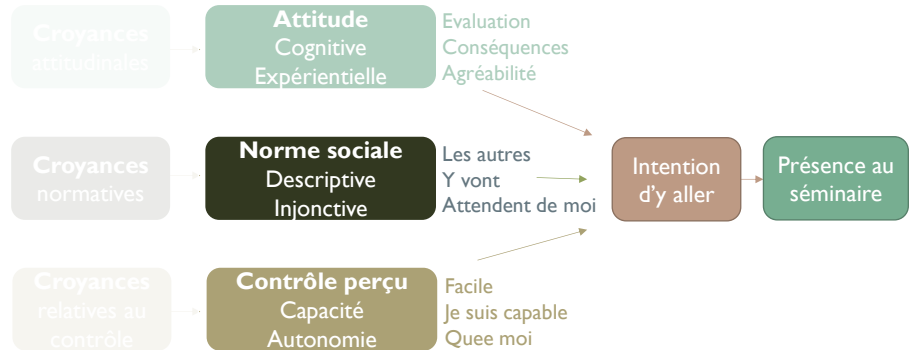 Croyances
attitudinales
Attitude
Cognitive
Expérientielle
Evaluation
Conséquences
Agréabilité
Croyances
normatives
Norme sociale
Descriptive
Injonctive
Les autres
Y vont
Attendent de moi
Croyances
relatives au
contrôle
Contrôle perçu
Capacité
Autonomie
Facile
Je suis capable
Quee moi
Intention
d'y aller
Présence au
séminaire